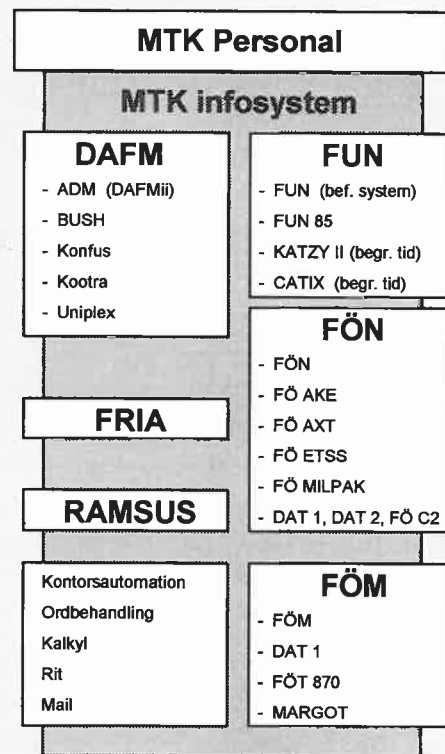 MTK Personal
MTK infosystem
DAFM
- ADM (DAFMii)
- BUSH
- Konfus
- Kootra
- Uniplex
FRIA
RAMSUS
Kontorsautomation
Ordbehandling
Kalkyl
Rit
Mail
FUN
- FUN (bef. system)
- FUN 85
- KATZY II (begr. tid)
- CATIX (begr. tid)
FÖN
- FÖN
- FÖ AKE
- FÖ AXT
- FÖ ETSS
- FÖ MILPAK
- DAT 1, DAT 2, FÖ C2
FÖM
- FÖM
- DAT 1
- FÖT 870
- MARGOT